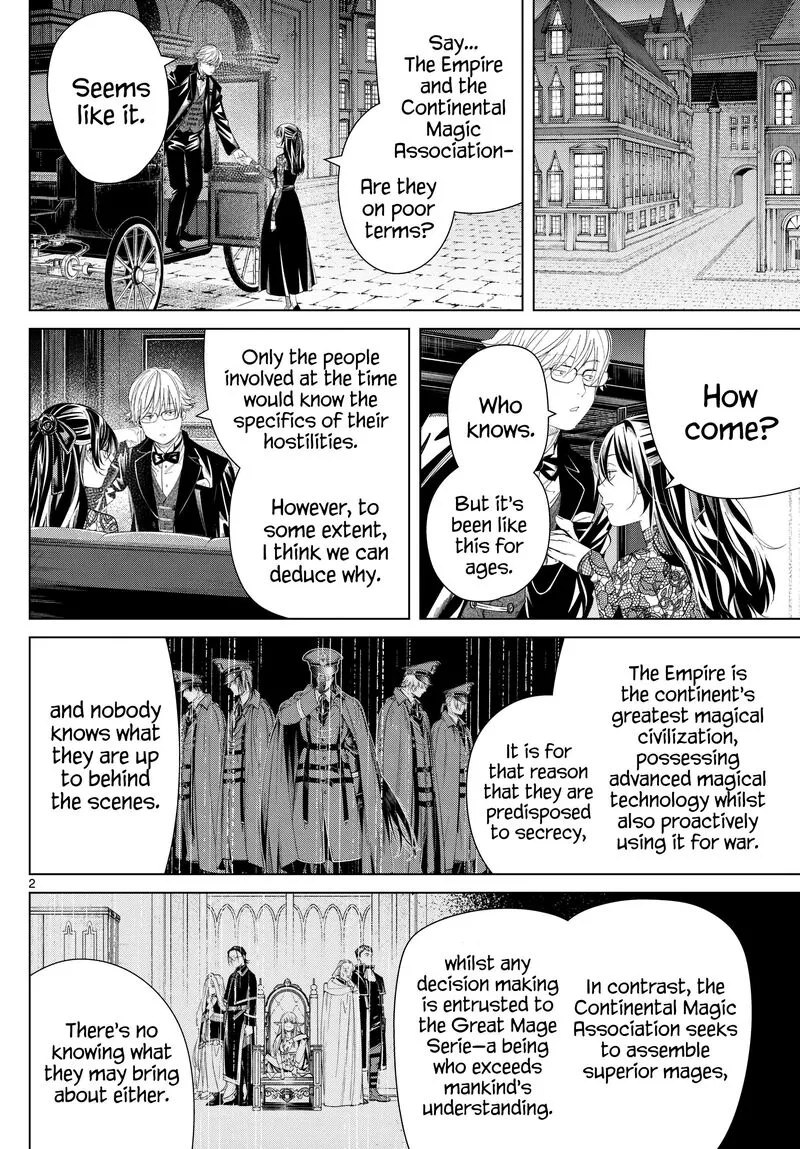 Say...
The Empire
and the
Continental
Magic
Association-
Are they
on poor
terms?
Seems
like it.
How
come?
Who
knows.
But it's
been like
this for
ages.
Only the people
involved at the time
would know the
specifics of their
hostilities.
However, to
some extent,
I think we can
deduce why.
The Empire is
the continent's
greatest magical
civilization,
possessing
advanced magical
technology whilst
also proactively
using it for war.
It is for
that reason
that they are
predisposed
to secrecy,
and nobody
knows what
they are up
to behind
the scenes.
2
In contrast, the
Continental Magic
Association seeks
to assemble
superior mages,
whilst any
decision making
is entrusted to
the Great Mage
Serie—a being
who exceeds
mankind's
understanding.
There's no
knowing what
they may bring
about either.